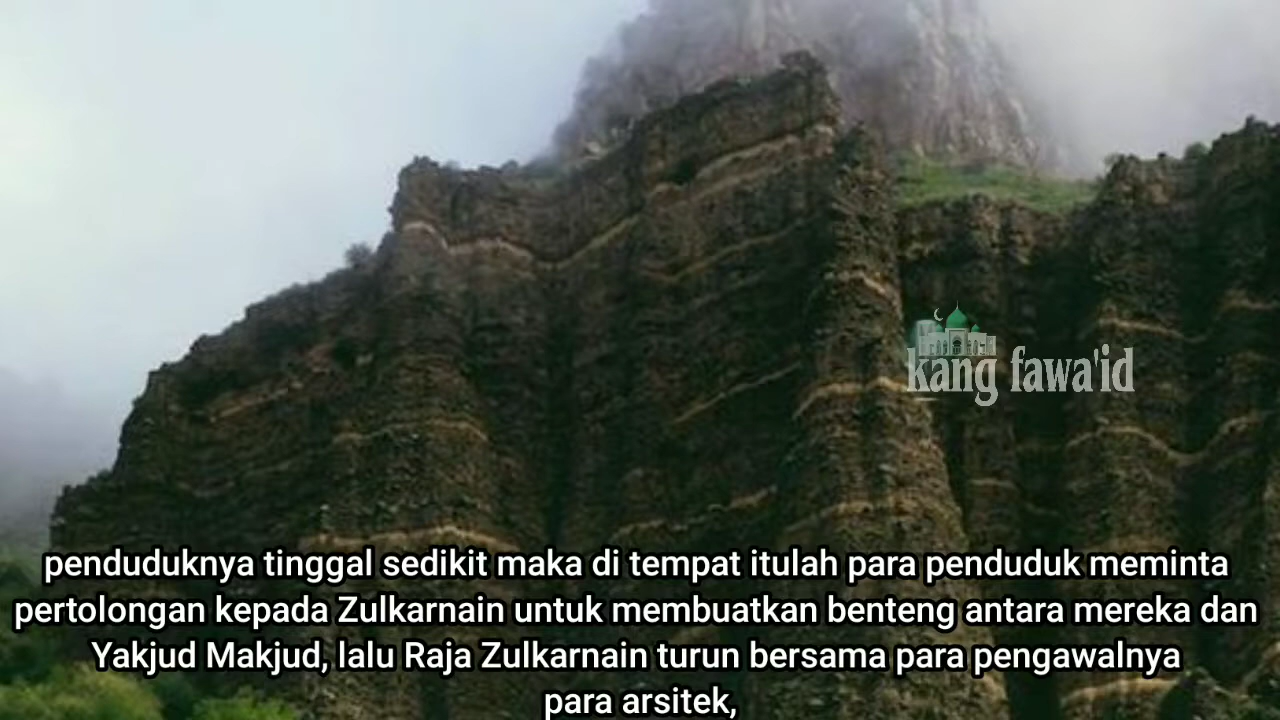 kang fawa'id
penduduknya tinggal sedikit maka di tempat itulah para penduduk meminta
pertolongan kepada Zulkarnain untuk membuatkan benteng antara mereka dan
Yakjud Makjud, lalu Raja Zulkarnain turun bersama para pengawalnya
para arsitek,